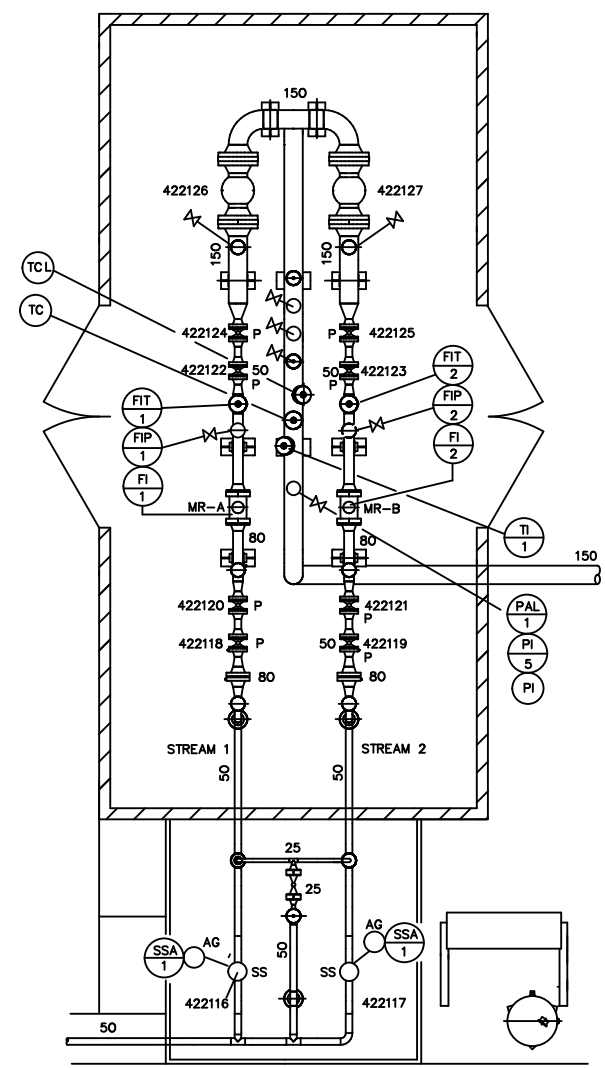 150
422126
422127
150
150
TCL
TC
422124
P
P
422125
422122
50
50
422123
P
P
FIT
2
FIT
1
FIP
2
FIP
1
FI
2
FI
1
MR-A
MR-B
TI
1
80
80
150
422120
P
422121
P
PAL
1
422118
P
50
422119
P
PI
5
80
80
PI
STREAM 1
STREAM 2
50
50
25
25
AG
AG
SSA
1
SSA
1
50
SS
SS
422116
422117
50